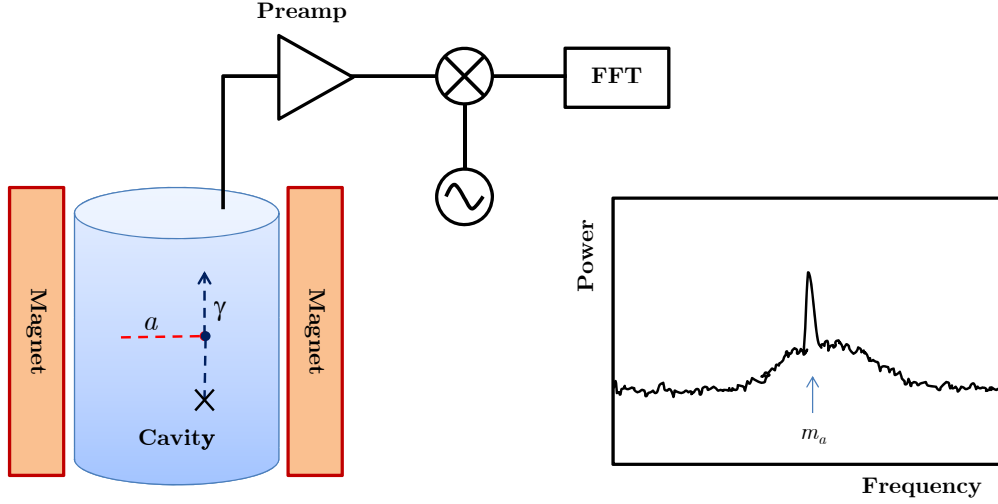 Preamp
FFT
Magnet
a
γ
Magnet
Cavity
Power
m_a
Frequency